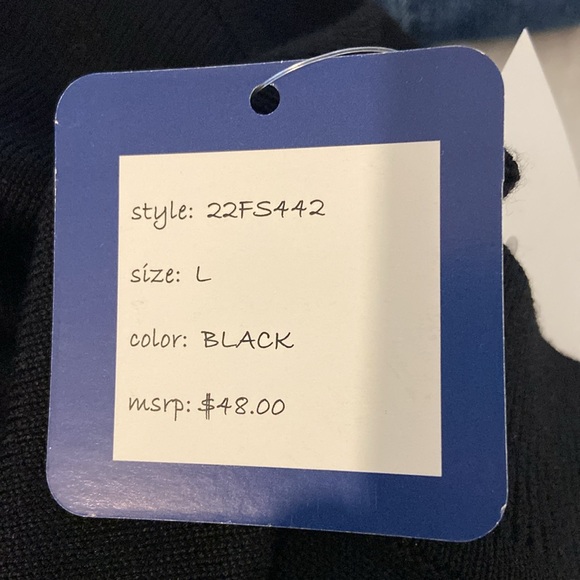 style: 22FS442
size: L
color: BLACK
msrp: $48.00